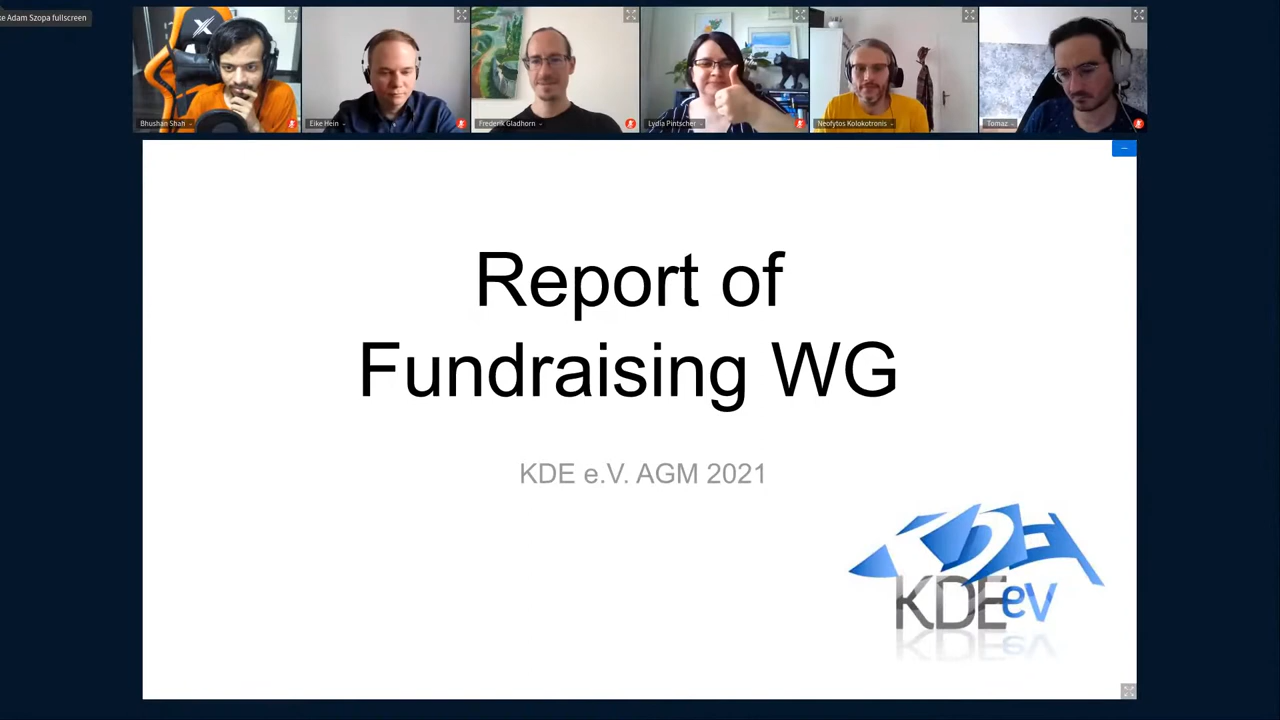 ke Adam Szopa fullscreen
Bhushan Shah
Eike Hein
Frederik Gladhorn
Lydia Pintscher
Neofytos Kolokotronis
Tomaz
Report of
Fundraising WG
KDE e.V. AGM 2021
KDE eV